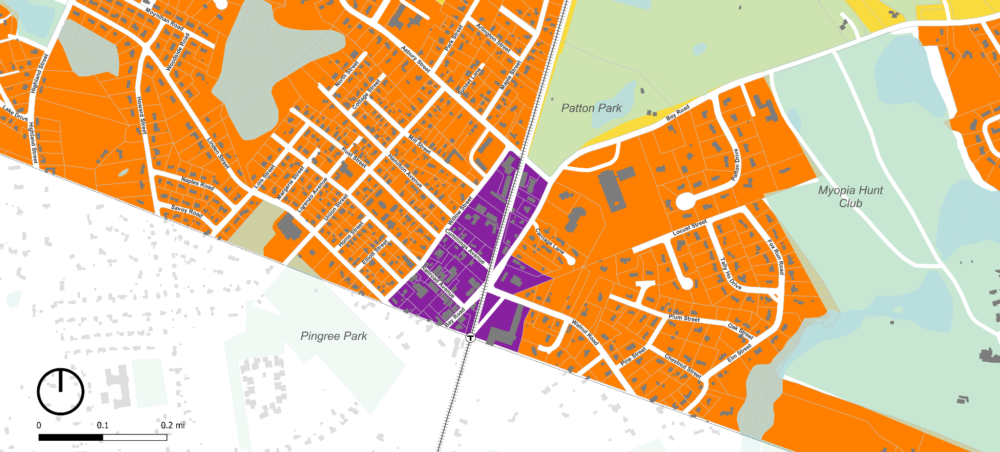 Moynihan Road
Woodside Road
Highland Street
Lake Drive
Highland Street
Howard Street
Linden Street
Naples Road
Savoy Road
Lois Street
Margerie Street
Lorenzo Avenue
Union Street
Home Street
Elliott Street
North Street
Cottage Street
Rust Street
Hamilton Avenue
Mill Street
Asbury Street
Park Street
Arlington Street
Sunset Lane
Maple Street
Willow Street
Cummings Avenue
Railroad Avenue
Bay Road
Carriage Lane
Patton Park
Bay Road
Patton Drive
Myopia Hunt
Club
Locust Street
Fox Run Road
Tally Ho Drive
Plum Street
Oak Street
Elm Street
Walnut Road
Pine Street
Chestnut Street
Pingree Park
T
0 0.1 0.2 mi